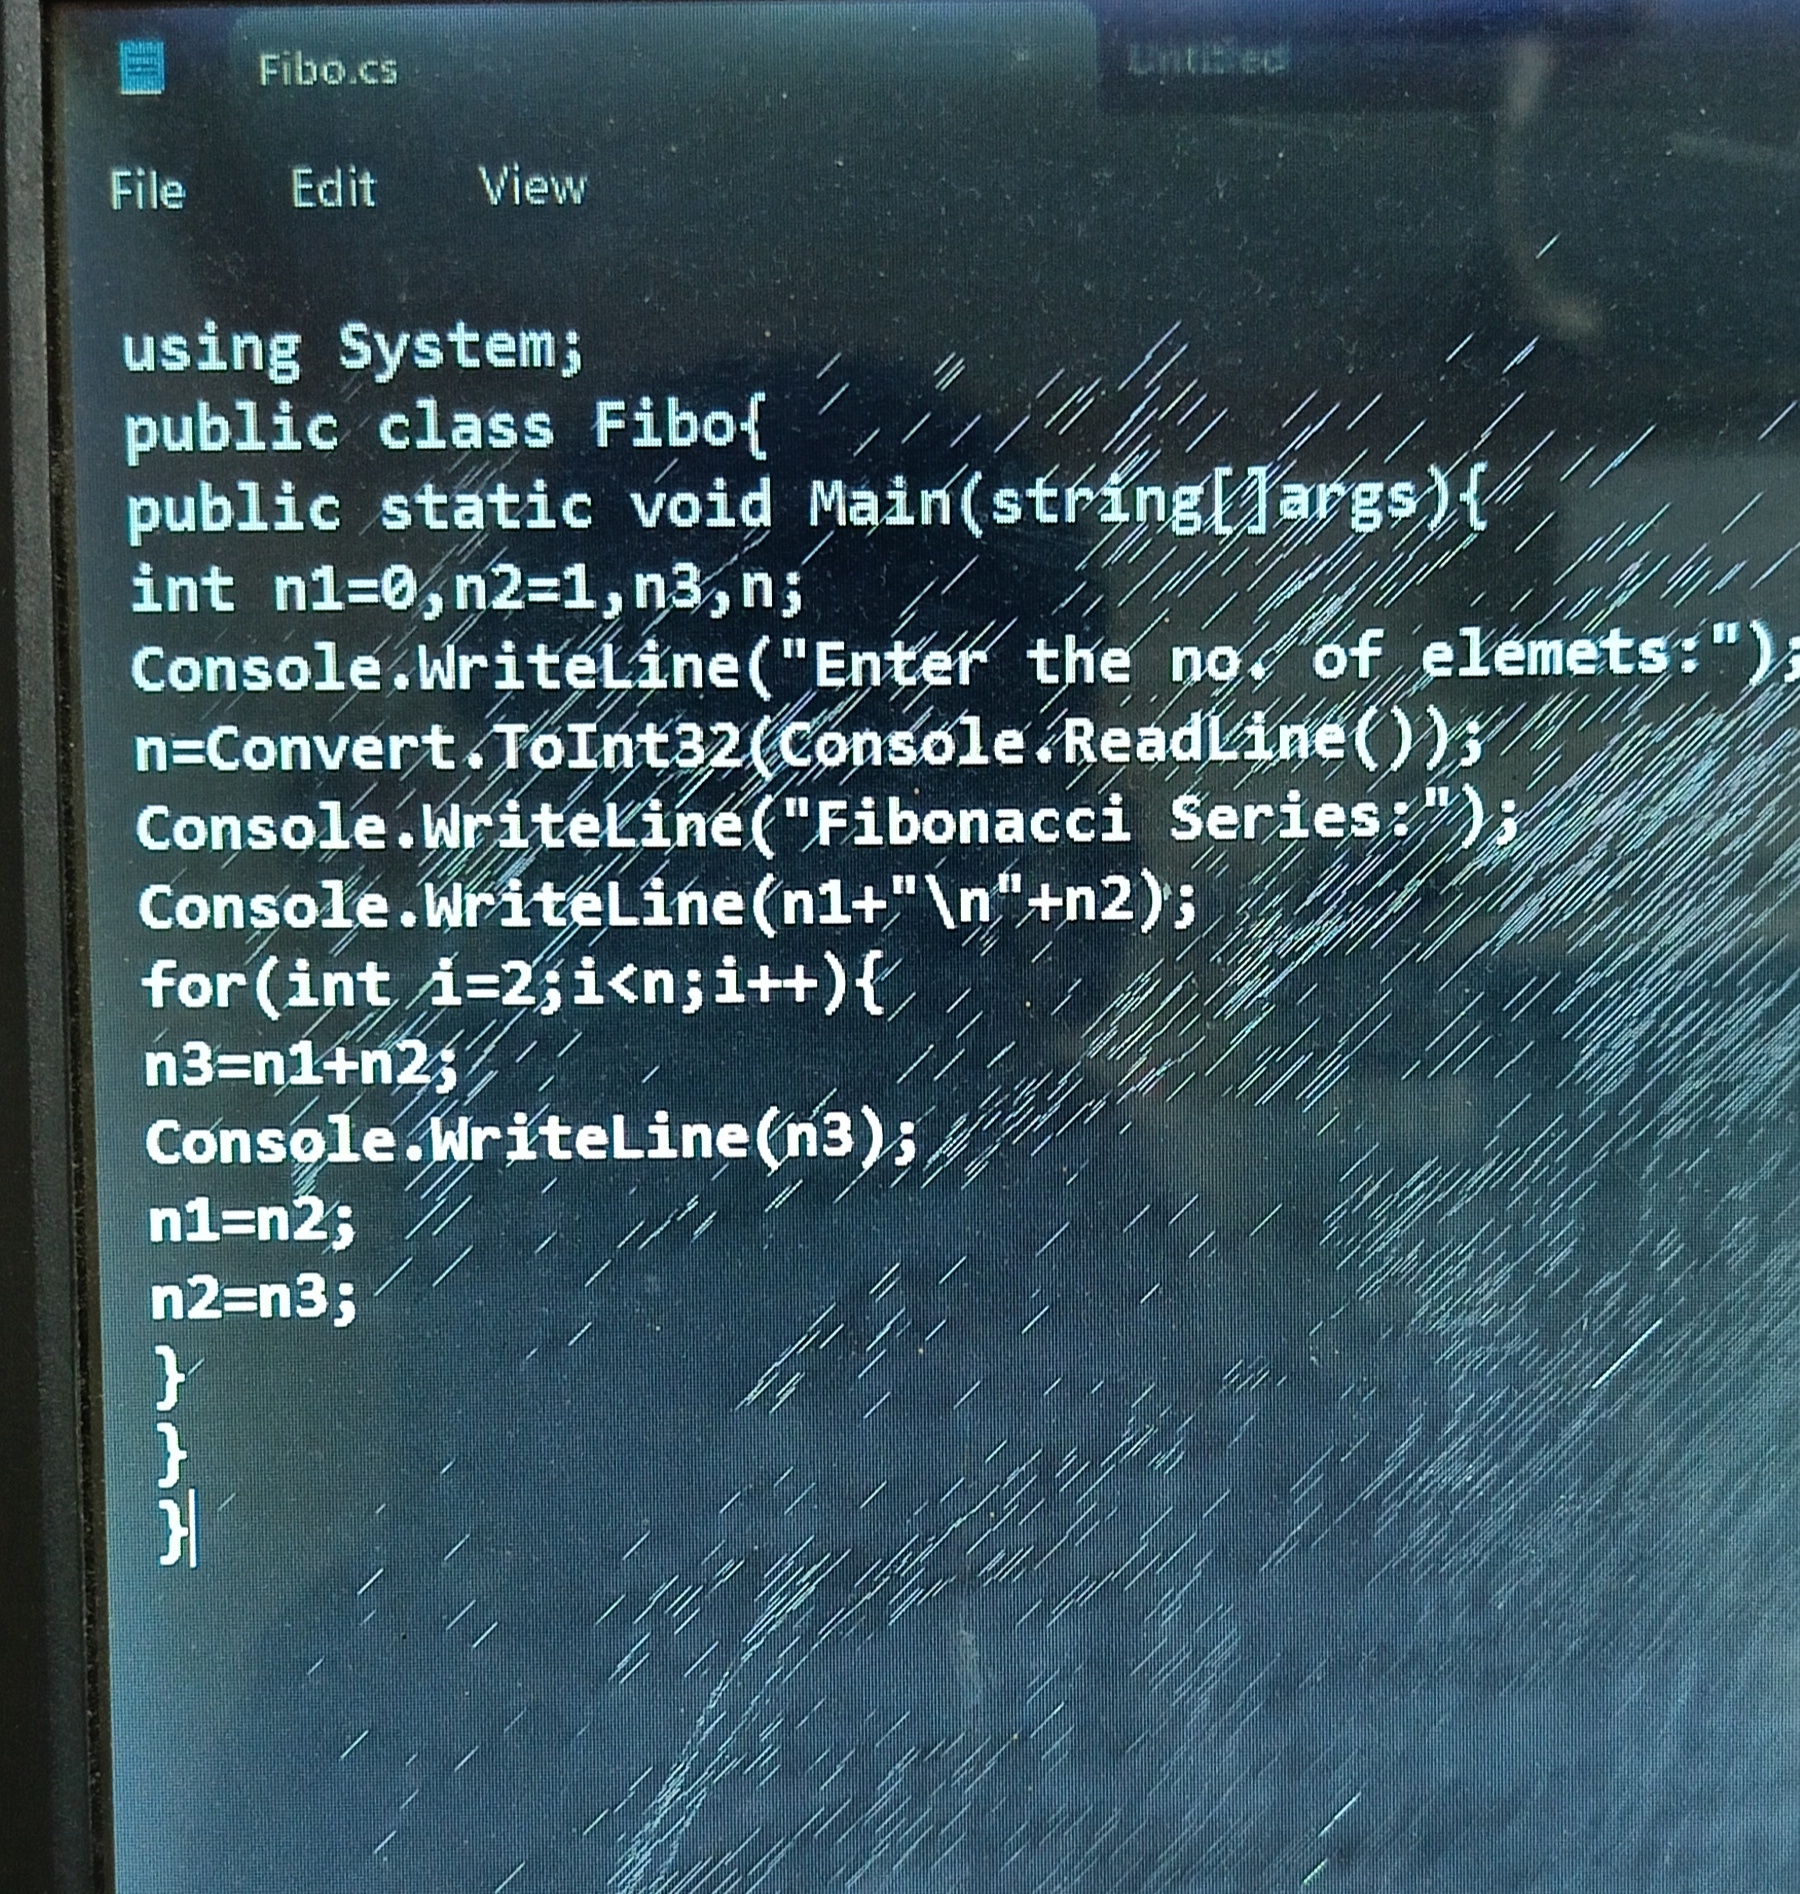 Fibo.cs
Untitled
File Edit View
using System;
public class Fibo{
public static void Main(string[]args){
int n1=0,n2=1,n3,n;
Console.WriteLine("Enter the no. of elemets:");
n=Convert.ToInt32(Console.ReadLine());
Console.WriteLine("Fibonacci Series:");
Console.WriteLine(n1+"\n"+n2);
for(int i=2;i<n;i++){
n3=n1+n2;
Console.WriteLine(n3);
n1=n2;
n2=n3;
}
}
}